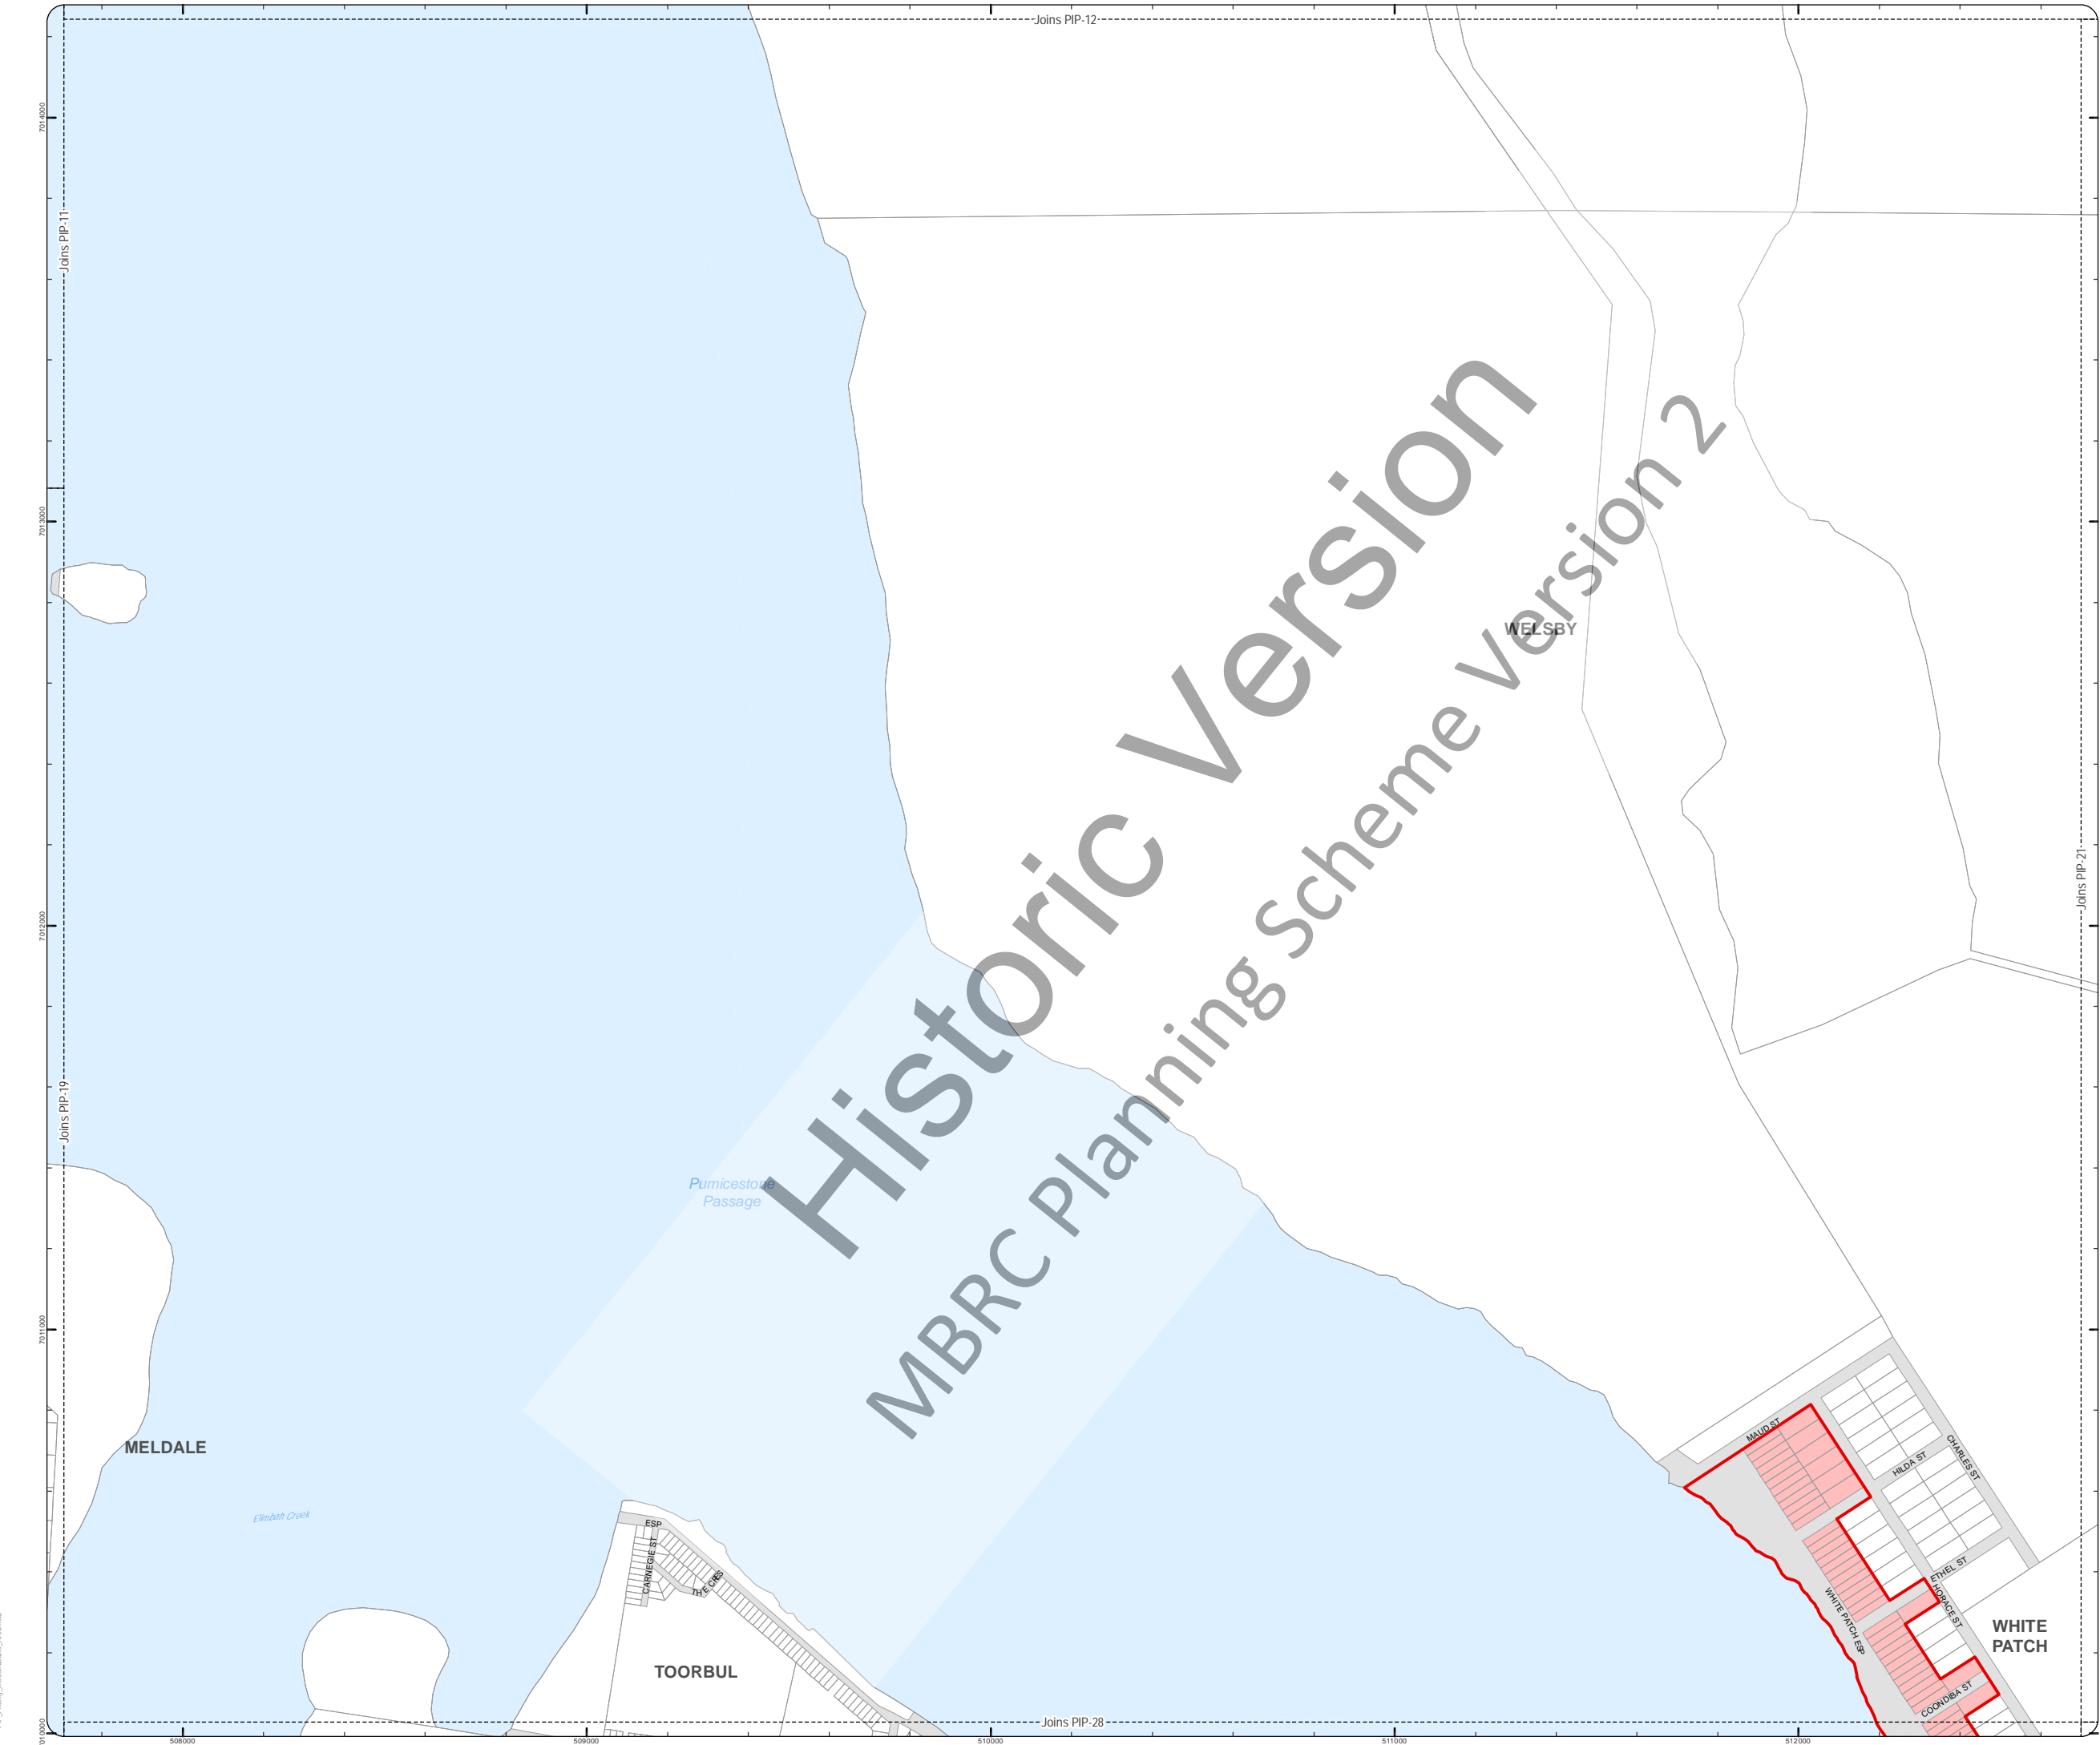 Joins PIP-12
7014000
Joins PIP-11
7013000
Historic Version
MBRC Planning Scheme Version 2
WELSBY
Joins PIP-21
7012000
Joins PIP-19
Pumicestone
Passage
7011000
MELDALE
Elimbah Creek
ESP
CARNEGIE ST
THE CRES
TOORBUL
MAUD ST
CHARLES ST
HILDA ST
ETHEL ST
HORACE ST
WHITE PATCH ESP
WHITE
PATCH
COONDIBA ST
Joins PIP-28
508000
509000
510000
511000
512000